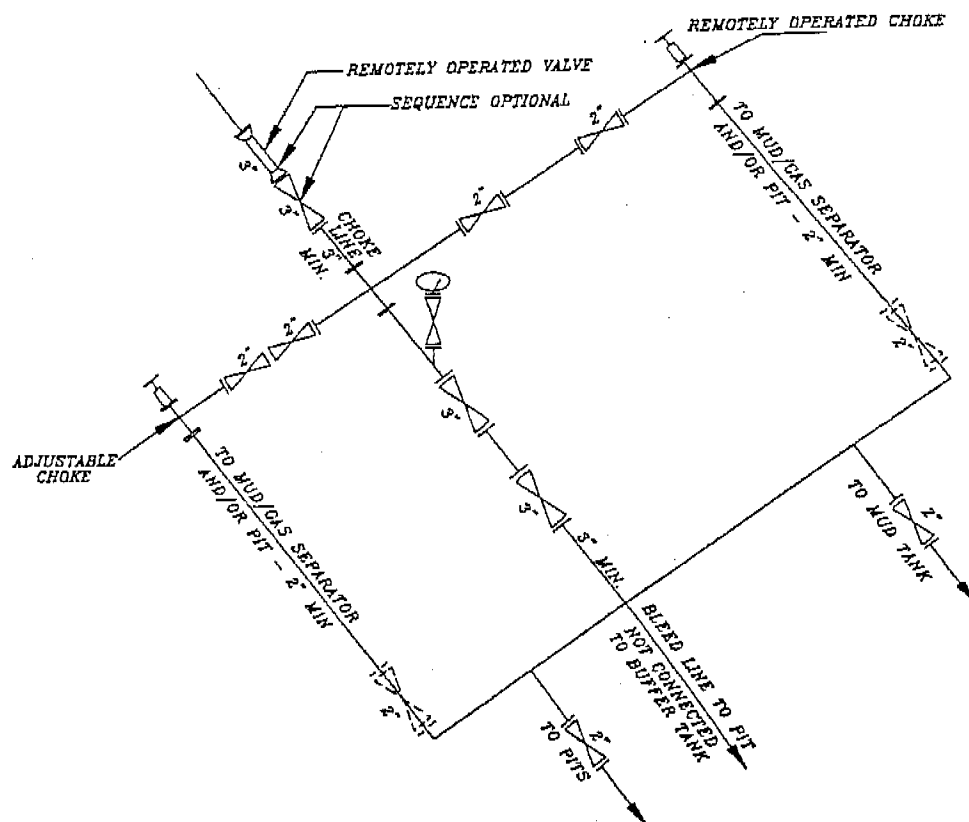 REMOTELY OPERATED CHOKE
REMOTELY OPERATED VALVE
SEQUENCE OPTIONAL
3"
3"
CHOKE
LINE
3"
MIN.
2"
2"
TO MUD/GAS SEPARATOR
AND/OR PIT - 2" MIN
2"
2"
2"
ADJUSTABLE
CHOKE
TO MUD/GAS SEPARATOR
AND/OR PIT - 2" MIN
2"
3"
3"
3" MIN.
BLEED LINE TO PIT
NOT CONNECTED
TO BUFFER TANK
2"
TO MUD TANK
2"
TO PITS